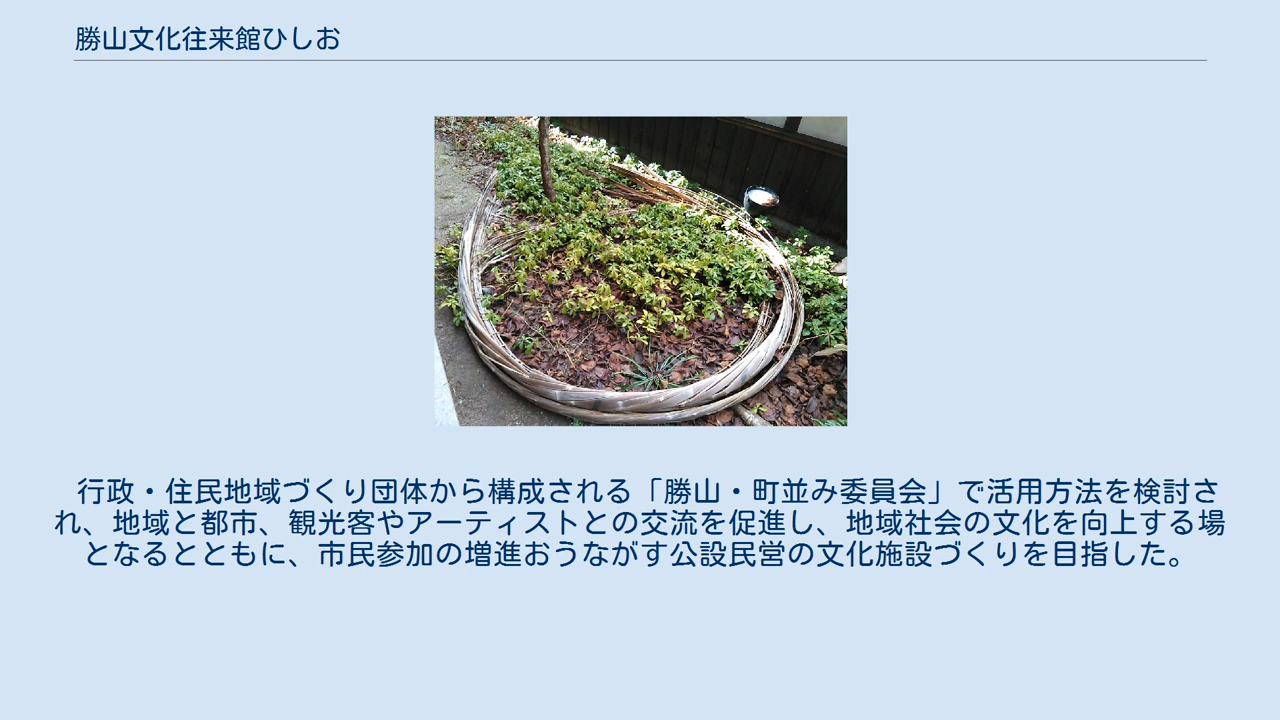 勝山文化往来館ひしお
行政・住民地域づくり団体から構成される「勝山・町並み委員会」で活用方法を検討さ
れ、地域と都市、観光客やアーティストとの交流を促進し、地域社会の文化を向上する場
となるとともに、市民参加の増進おうながす公設民営の文化施設づくりを目指した。